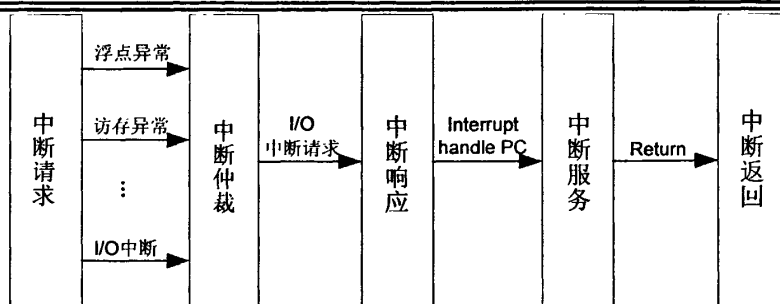 中断请求
浮点异常
访存异常
⋮
I/O中断
中断仲裁
I/O
中断请求
中断响应
Interrupt
handle PC
中断服务
Return
中断返回